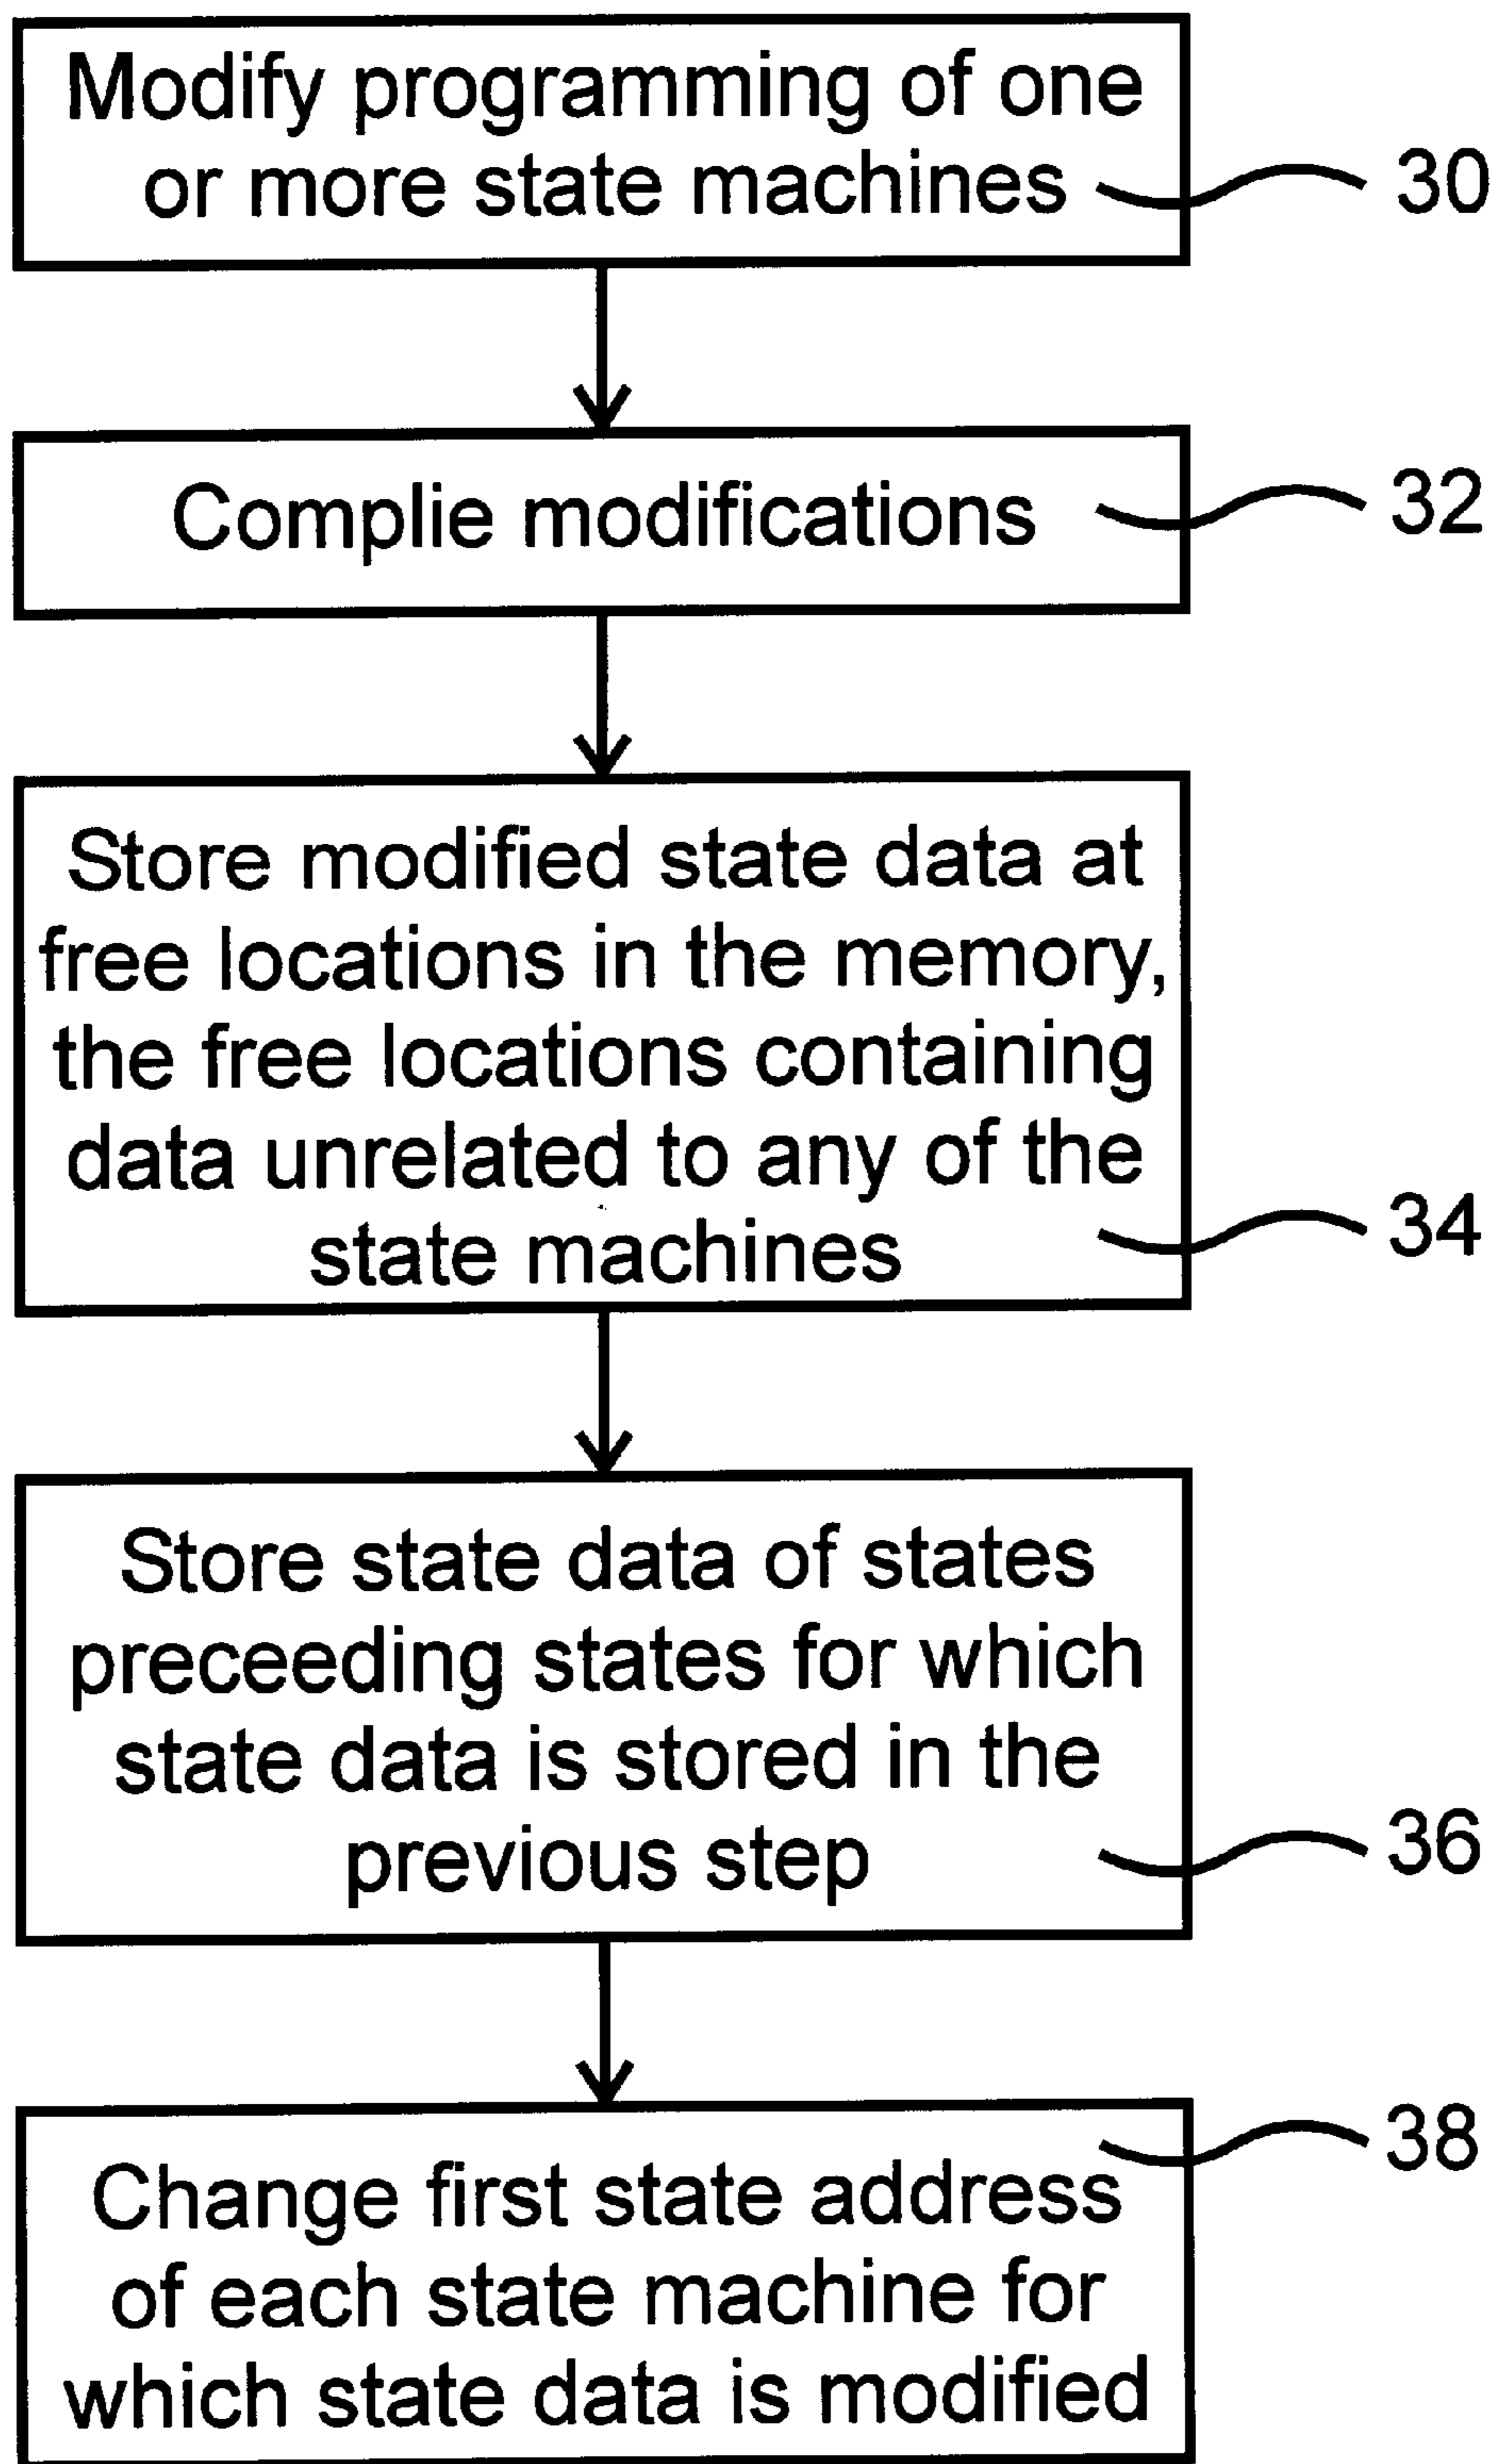 Modify programming of one
or more state machines
30
Complie modifications
32
Store modified state data at
free locations in the memory,
the free locations containing
data unrelated to any of the
state machines
34
Store state data of states
preceeding states for which
state data is stored in the
previous step
36
38
Change first state address
of each state machine for
which state data is modified